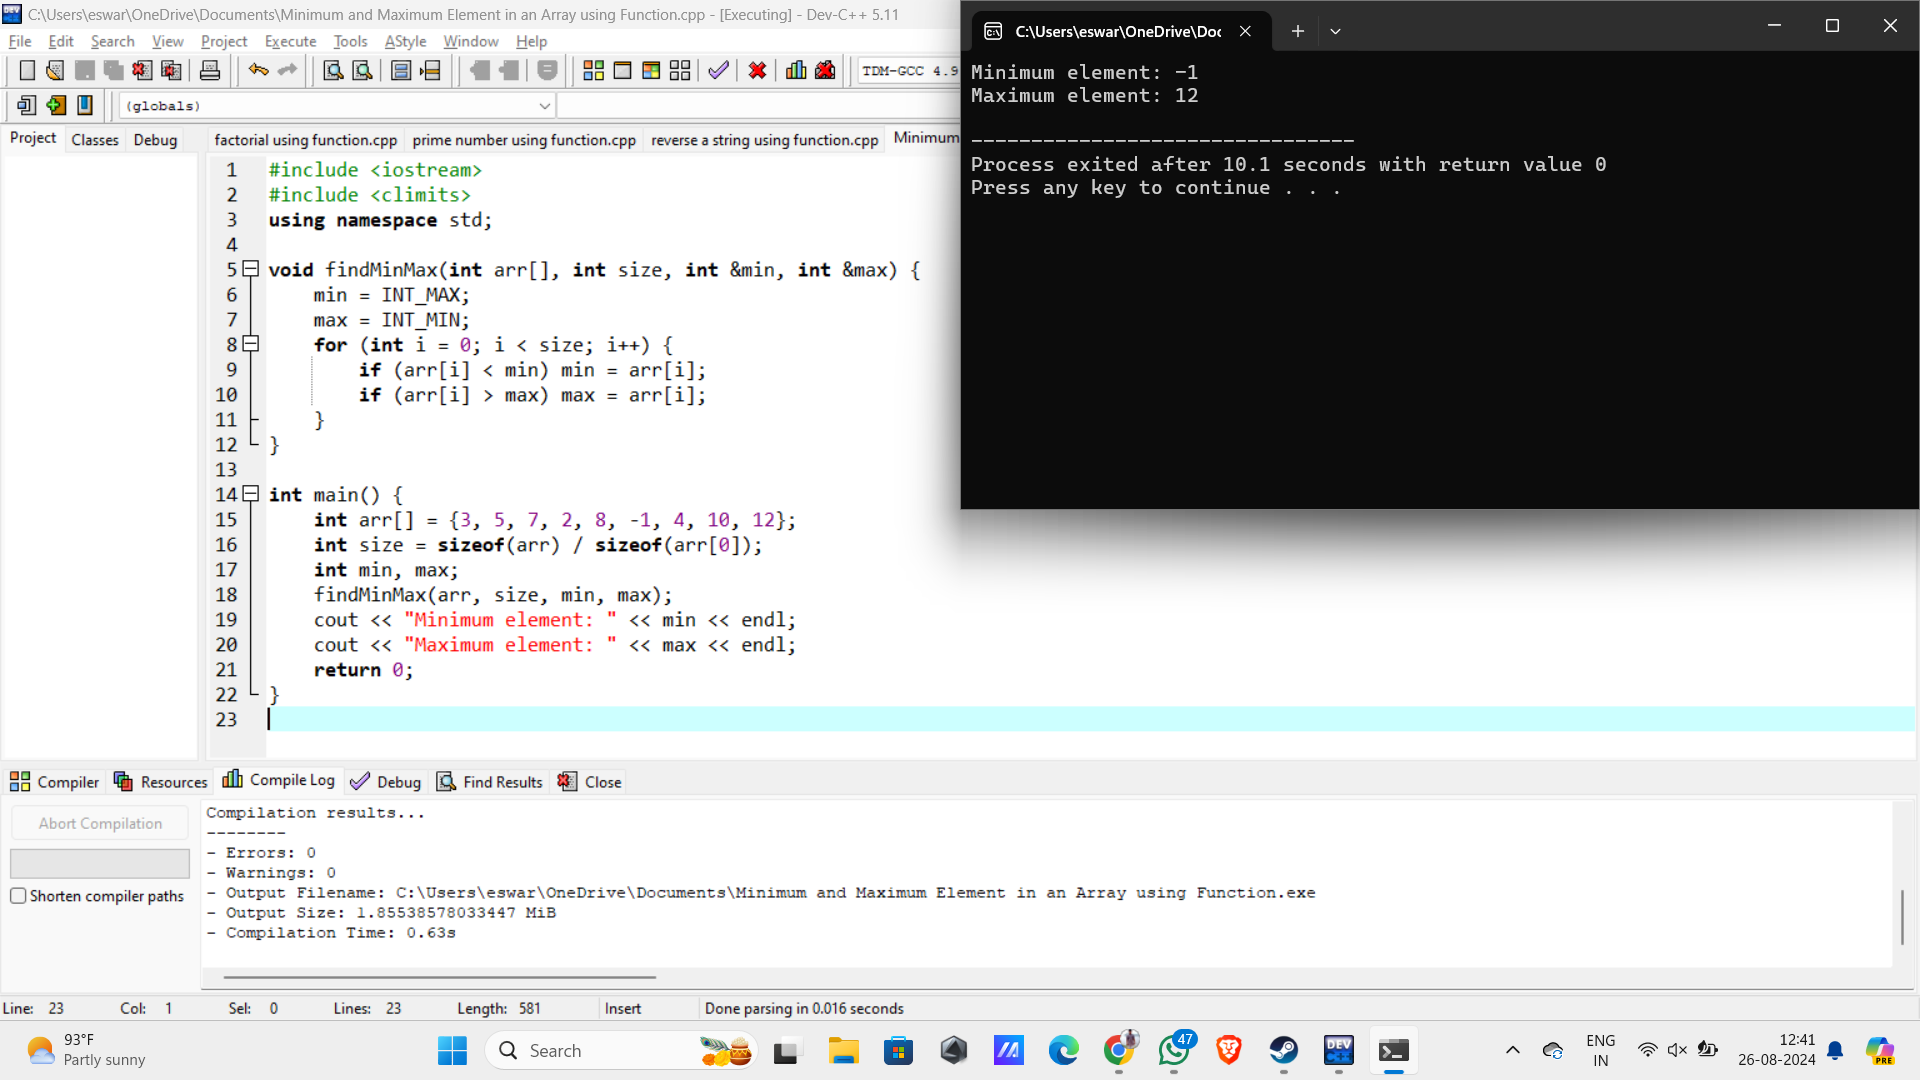 C:\Users\eswar\OneDrive\Documents\Minimum and Maximum Element in an Array using Function.cpp - [Executing] - Dev-C++ 5.11
File Edit Search View Project Execute Tools AStyle Window Help
TDM-GCC 4.9
(globals)
Project Classes Debug
factorial using function.cpp prime number using function.cpp reverse a string using function.cpp Minimum
1 #include <iostream>
2 #include <climits>
3 using namespace std;
4
5 void findMinMax(int arr[], int size, int &min, int &max) {
6 min = INT_MAX;
7 max = INT_MIN;
8 for (int i = 0; i < size; i++) {
9 if (arr[i] < min) min = arr[i];
10 if (arr[i] > max) max = arr[i];
11 }
12 }
13
14 int main() {
15 int arr[] = {3, 5, 7, 2, 8, -1, 4, 10, 12};
16 int size = sizeof(arr) / sizeof(arr[0]);
17 int min, max;
18 findMinMax(arr, size, min, max);
19 cout << "Minimum element: " << min << endl;
20 cout << "Maximum element: " << max << endl;
21 return 0;
22 }
23
C:\Users\eswar\OneDrive\Doc
Minimum element: -1
Maximum element: 12
--------------------------------
Process exited after 10.1 seconds with return value 0
Press any key to continue . . .
Compiler Resources Compile Log Debug Find Results Close
Abort Compilation
Shorten compiler paths
Compilation results...
--------
- Errors: 0
- Warnings: 0
- Output Filename: C:\Users\eswar\OneDrive\Documents\Minimum and Maximum Element in an Array using Function.exe
- Output Size: 1.85538578033447 MiB
- Compilation Time: 0.63s
Line: 23 Col: 1 Sel: 0 Lines: 23 Length: 581 Insert Done parsing in 0.016 seconds
93°F
Partly sunny
Search
47
DEV
C++
ENG
IN
12:41
26-08-2024
PRE